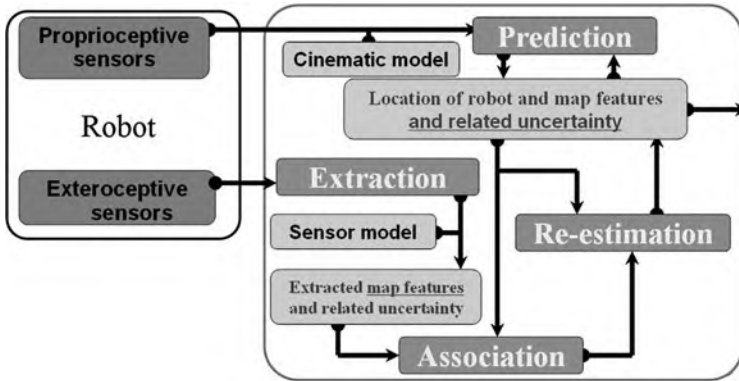 Proprioceptive
sensors
Prediction
Cinematic model
Location of robot and map features
and related uncertainty
Robot
Exteroceptive
sensors
Extraction
Sensor model
Re-estimation
Extracted map features
and related uncertainty
Association